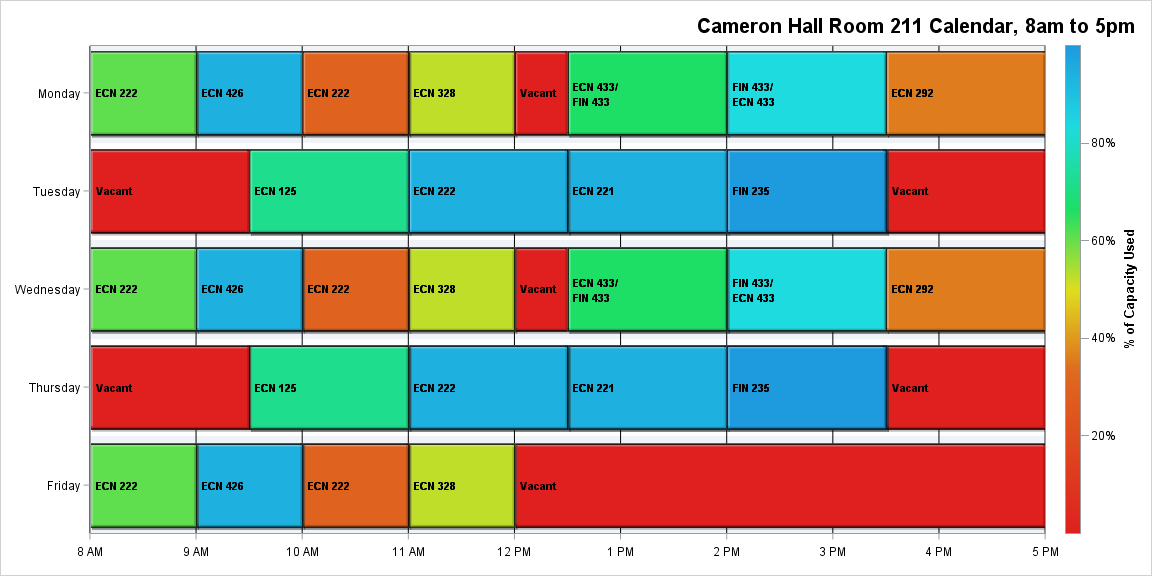 Cameron Hall Room 211 Calendar, 8am to 5pm
Monday
ECN 222
ECN 426
ECN 222
ECN 328
Vacant
ECN 433/
FIN 433
FIN 433/
ECN 433
ECN 292
Tuesday
Vacant
ECN 125
ECN 222
ECN 221
FIN 235
Vacant
Wednesday
ECN 222
ECN 426
ECN 222
ECN 328
Vacant
ECN 433/
FIN 433
FIN 433/
ECN 433
ECN 292
Thursday
Vacant
ECN 125
ECN 222
ECN 221
FIN 235
Vacant
Friday
ECN 222
ECN 426
ECN 222
ECN 328
Vacant
8 AM
9 AM
10 AM
11 AM
12 PM
1 PM
2 PM
3 PM
4 PM
5 PM
80%
60%
40%
20%
% of Capacity Used